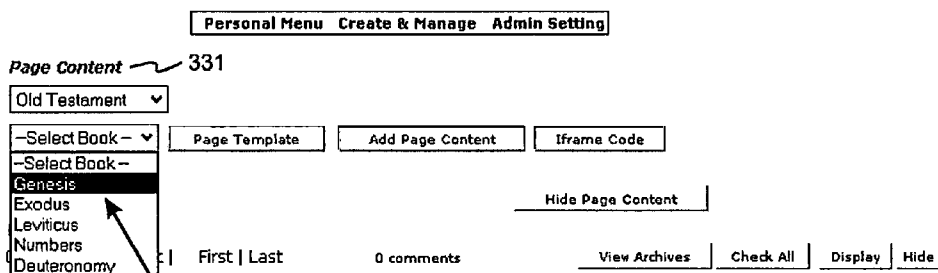 Personal Menu Create & Manage Admin Setting
Page Content 331
Old Testament
–Select Book– Page Template Add Page Content Iframe Code
–Select Book–
Genesis
Exodus
Hide Page Content
Leviticus
Numbers
| First | Last 0 comments View Archives Check All Display Hide
Deuteronomy